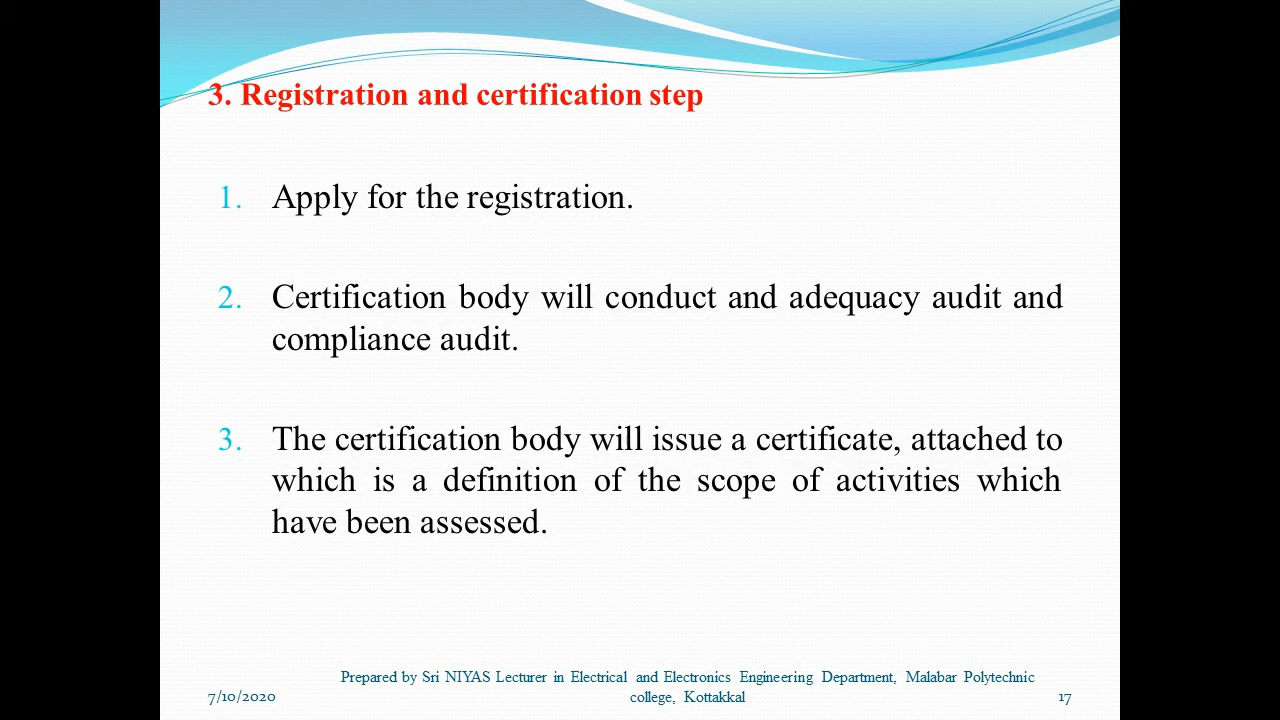 3. Registration and certification step
1. Apply for the registration.
2. Certification body will conduct and adequacy audit and
compliance audit.
3. The certification body will issue a certificate, attached to
which is a definition of the scope of activities which
have been assessed.
Prepared by Sri NIYAS Lecturer in Electrical and Electronics Engineering Department, Malabar Polytechnic
7/10/2020 college, Kottakkal 17